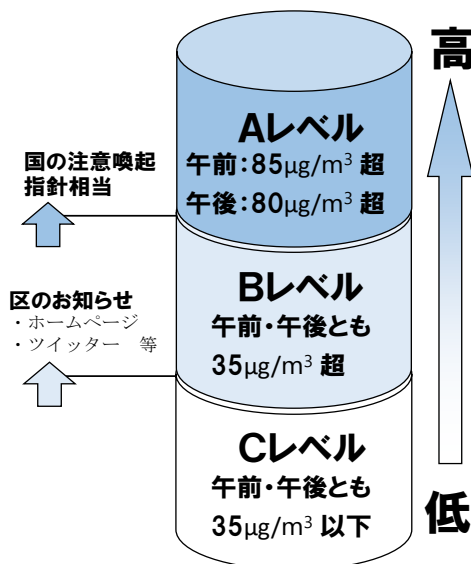 高
Aレベル
午前：85μg/m³ 超
午後：80μg/m³ 超
国の注意喚起
指針相当
Bレベル
午前・午後とも
35μg/m³ 超
区のお知らせ
・ホームページ
・ツイッター　等
Cレベル
午前・午後とも
35μg/m³ 以下
低